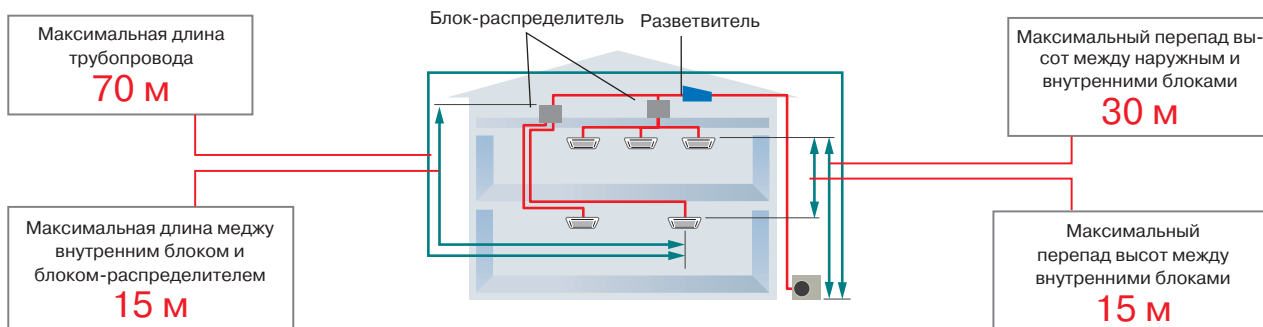 Максимальная длина
трубопровода
70 м
Блок-распределитель
Разветвитель
Максимальный перепад вы-
сот между наружным и
внутренними блоками
30 м
Максимальная длина меджу
внутренним блоком и
блоком-распределителем
15 м
Максимальный
перепад высот между
внутренними блоками
15 м